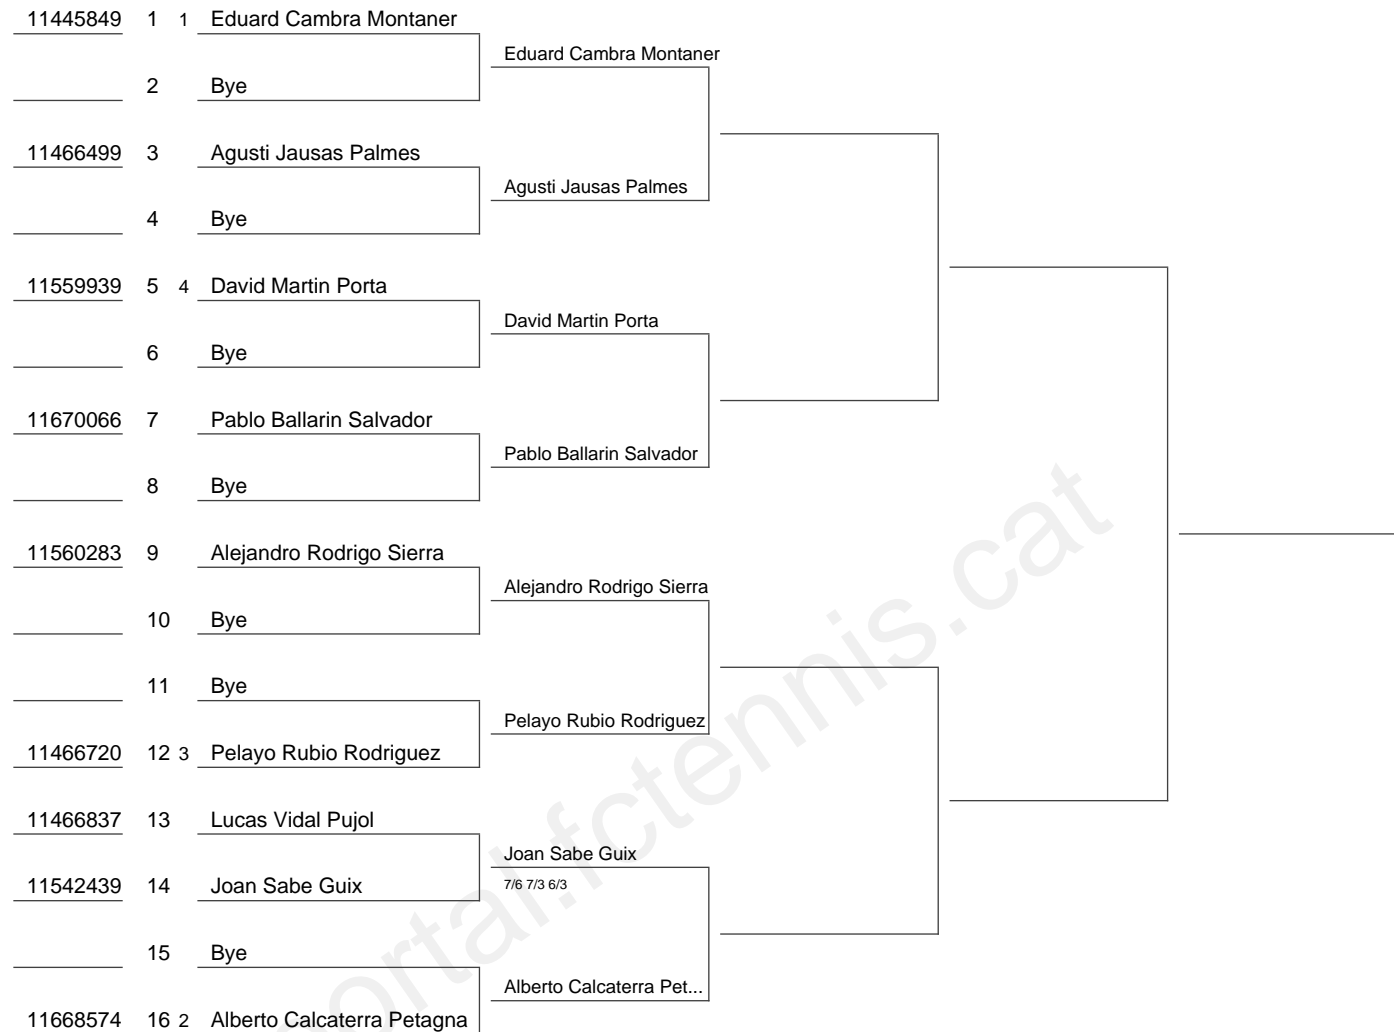 11445849 1 1 Eduard Cambra Montaner
Eduard Cambra Montaner
2 Bye
11466499 3 Agusti Jausas Palmes
Agusti Jausas Palmes
4 Bye
11559939 5 4 David Martin Porta
David Martin Porta
6 Bye
11670066 7 Pablo Ballarin Salvador
Pablo Ballarin Salvador
8 Bye
11560283 9 Alejandro Rodrigo Sierra
Alejandro Rodrigo Sierra
10 Bye
11 Bye
Pelayo Rubio Rodriguez
11466720 12 3 Pelayo Rubio Rodriguez
11466837 13 Lucas Vidal Pujol
Joan Sabe Guix
11542439 14 Joan Sabe Guix
7/6 7/3 6/3
15 Bye
Alberto Calcaterra Pet...
11668574 16 2 Alberto Calcaterra Petagna
ortal.fctennis.cat